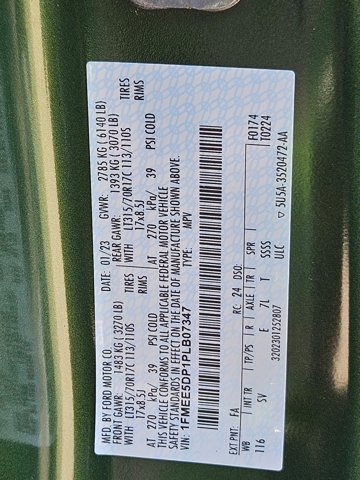 MFD. BY FORD MOTOR CO.
DATE: 01/23 GVWR: 2785 KG ( 6140 LB)
FRONT GAWR: 1483 KG (3270 LB) REAR GAWR: 1393 KG (3070 LB)
WITH LT315/70R17C 113/110S TIRES WITH LT315/70R17C 113/110S TIRES
17x8.5J RIMS 17x8.5J RIMS
AT 270 kPa/ 39 PSI COLD AT 270 kPa/ 39 PSI COLD
THIS VEHICLE CONFORMS TO ALL APPLICABLE FEDERAL MOTOR VEHICLE
SAFETY STANDARDS IN EFFECT ON THE DATE OF MANUFACTURE SHOWN ABOVE.
VIN: 1FMEE5DP1PLB07347 TYPE: MPV
F0174
T0224
EXT PNT: FA RC: 24 DSO:
WB INT TR TP/PS R AXLE TR SPR
116 SV E 7L T SSSS
3202301252807 ULC
▽ 5U5A-3520472-AA